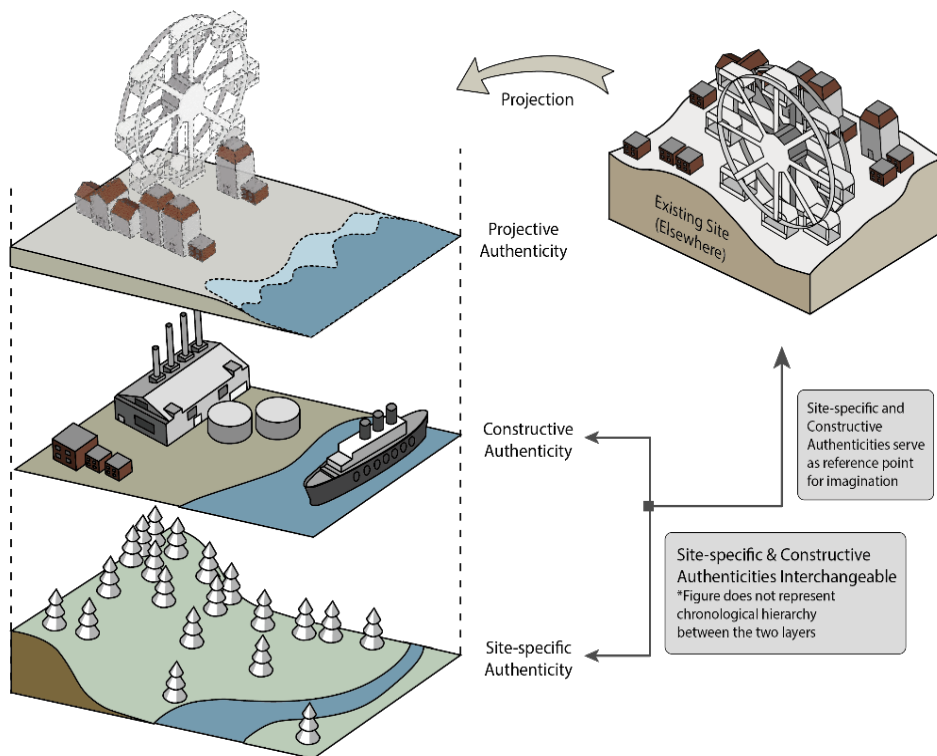 Projection
Existing Site
(Elsewhere)
Projective
Authenticity
Constructive
Authenticity
Site-specific and
Constructive
Authenticities serve
as reference point
for imagination
Site-specific & Constructive
Authenticities Interchangeable
*Figure does not represent
chronological hierarchy
between the two layers
Site-specific
Authenticity